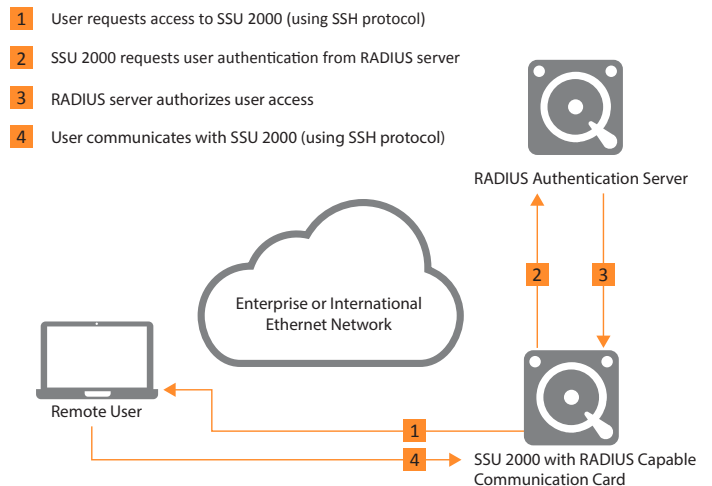 1 User requests access to SSU 2000 (using SSH protocol)
2 SSU 2000 requests user authentication from RADIUS server
3 RADIUS server authorizes user access
4 User communicates with SSU 2000 (using SSH protocol)
RADIUS Authentication Server
2
3
Enterprise or International
Ethernet Network
Remote User
1
4
SSU 2000 with RADIUS Capable
Communication Card